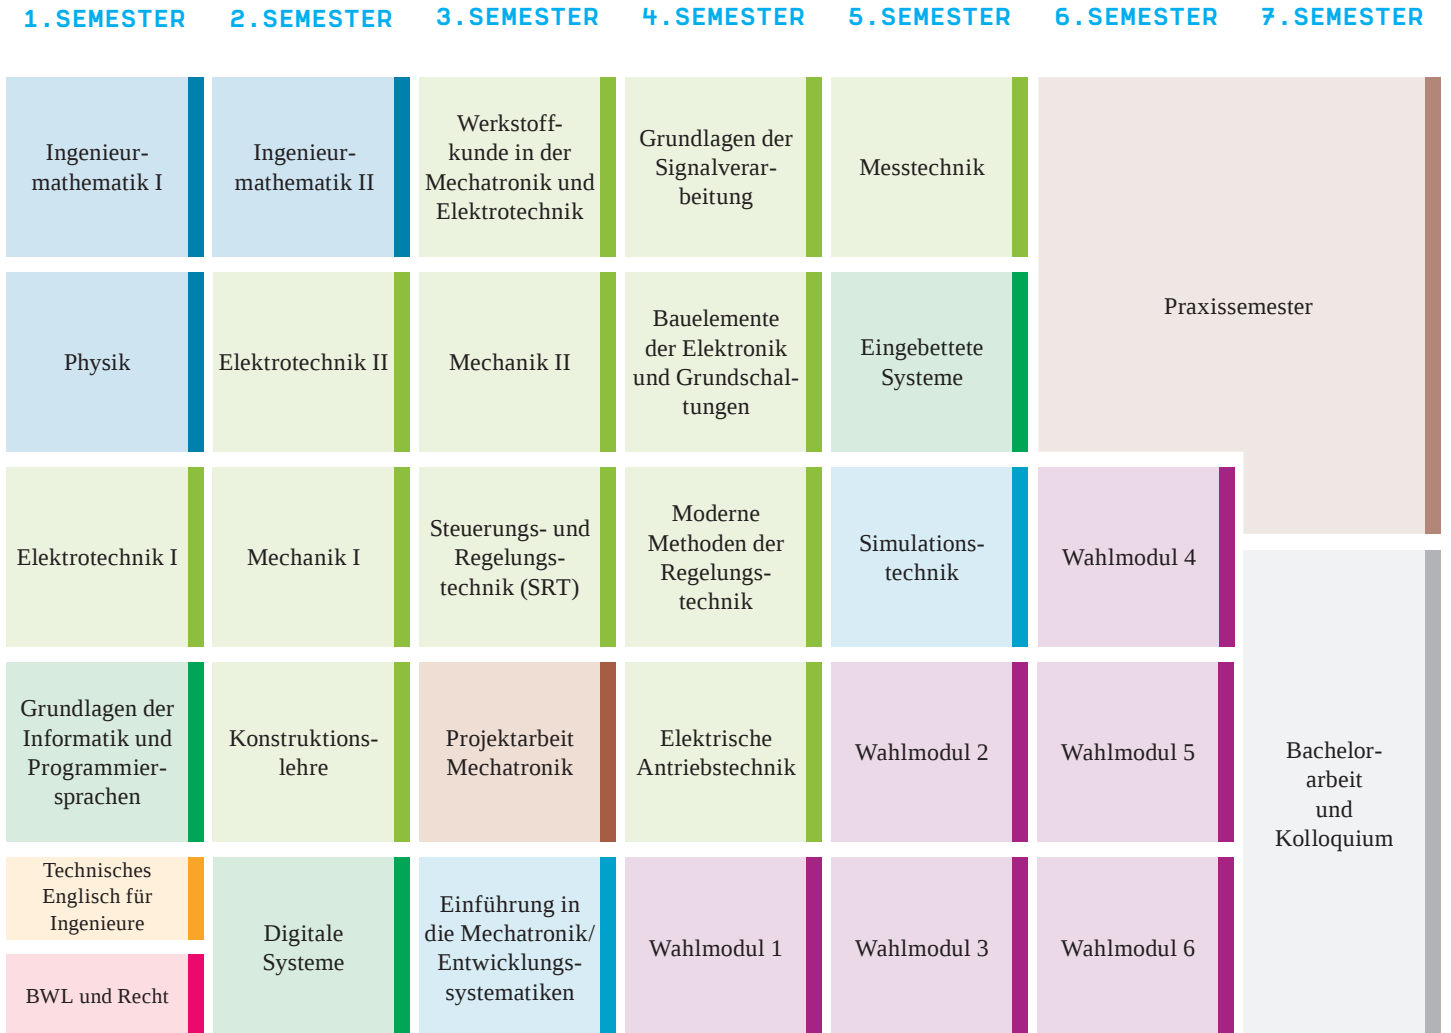 1.SEMESTER 2.SEMESTER 3.SEMESTER 4.SEMESTER 5.SEMESTER 6.SEMESTER 7.SEMESTER
Ingenieur-
mathematik I
Ingenieur-
mathematik II
Werkstoff-
kunde in der
Mechatronik und
Elektrotechnik
Grundlagen der
Signalverar-
beitung
Messtechnik
Praxissemester
Physik
Elektrotechnik II
Mechanik II
Bauelemente
der Elektronik
und Grundschal-
tungen
Eingebettete
Systeme
Elektrotechnik I
Mechanik I
Steuerungs- und
Regelungs-
technik (SRT)
Moderne
Methoden der
Regelungs-
technik
Simulations-
technik
Wahlmodul 4
Grundlagen der
Informatik und
Programmier-
sprachen
Konstruktions-
lehre
Projektarbeit
Mechatronik
Elektrische
Antriebstechnik
Wahlmodul 2
Wahlmodul 5
Bachelor-
arbeit
und
Kolloquium
Technisches
Englisch für
Ingenieure
BWL und Recht
Digitale
Systeme
Einführung in
die Mechatronik/
Entwicklungs-
systematiken
Wahlmodul 1
Wahlmodul 3
Wahlmodul 6